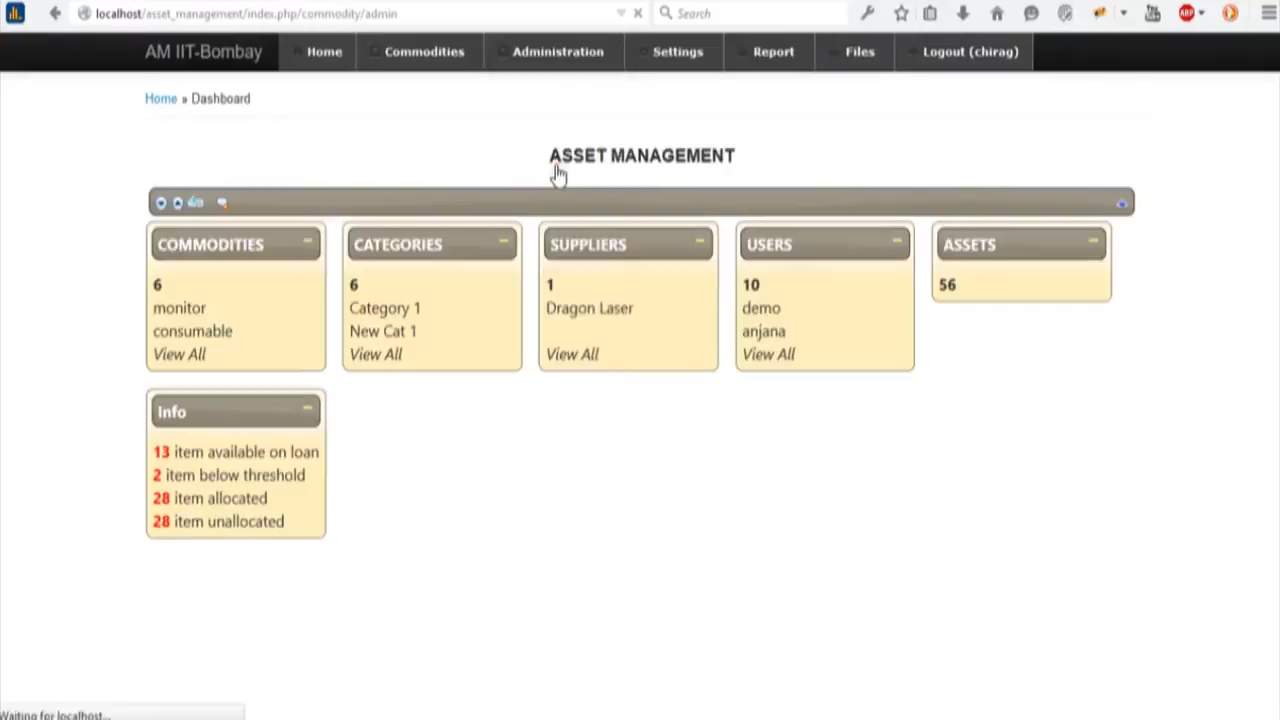 localhost/asset_management/index.php/commodity/admin
Search
ABP
AM IIT-Bombay
Home
Commodities
Administration
Settings
Report
Files
Logout (chirag)
Home » Dashboard
ASSET MANAGEMENT
COMMODITIES
6
monitor
consumable
View All
CATEGORIES
6
Category 1
New Cat 1
View All
SUPPLIERS
1
Dragon Laser
View All
USERS
10
demo
anjana
View All
ASSETS
56
Info
13 item available on loan
2 item below threshold
28 item allocated
28 item unallocated
Waiting for localhost...